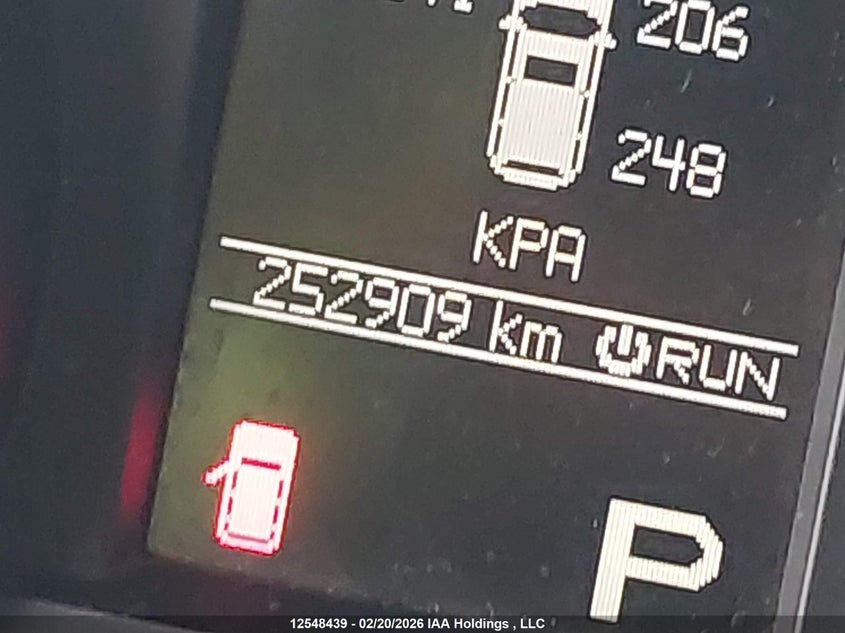 206
248
KPA
252909 Km RUN
P
12548439 - 02/20/2026 IAA Holdings , LLC